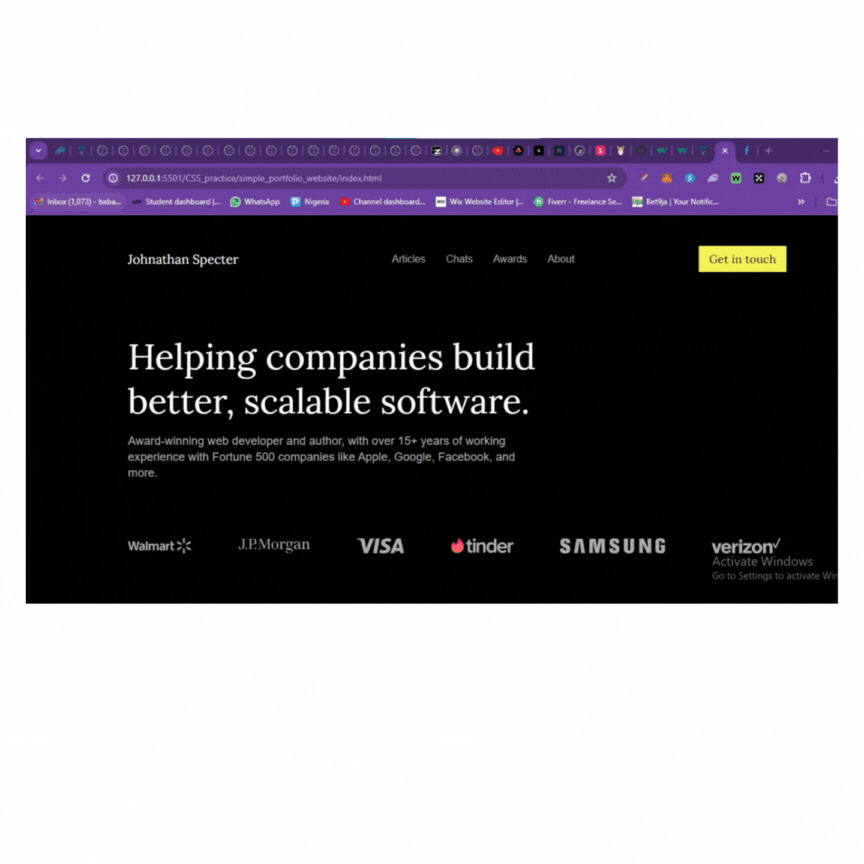 127.0.0.1:5501/CSS_practice/simple_portfolio_website/index.html
Inbox (1,073) - baba... Student dashboard |... WhatsApp Nigeria Channel dashboard... Wix Website Editor |... Fiverr - Freelance Se... Bet9ja | Your Notific... »
Johnathan Specter Articles Chats Awards About Get in touch
Helping companies build
better, scalable software.
Award-winning web developer and author, with over 15+ years of working
experience with Fortune 500 companies like Apple, Google, Facebook, and
more.
Walmart J.P.Morgan VISA tinder SAMSUNG verizon✓
Activate Windows
Go to Settings to activate Win